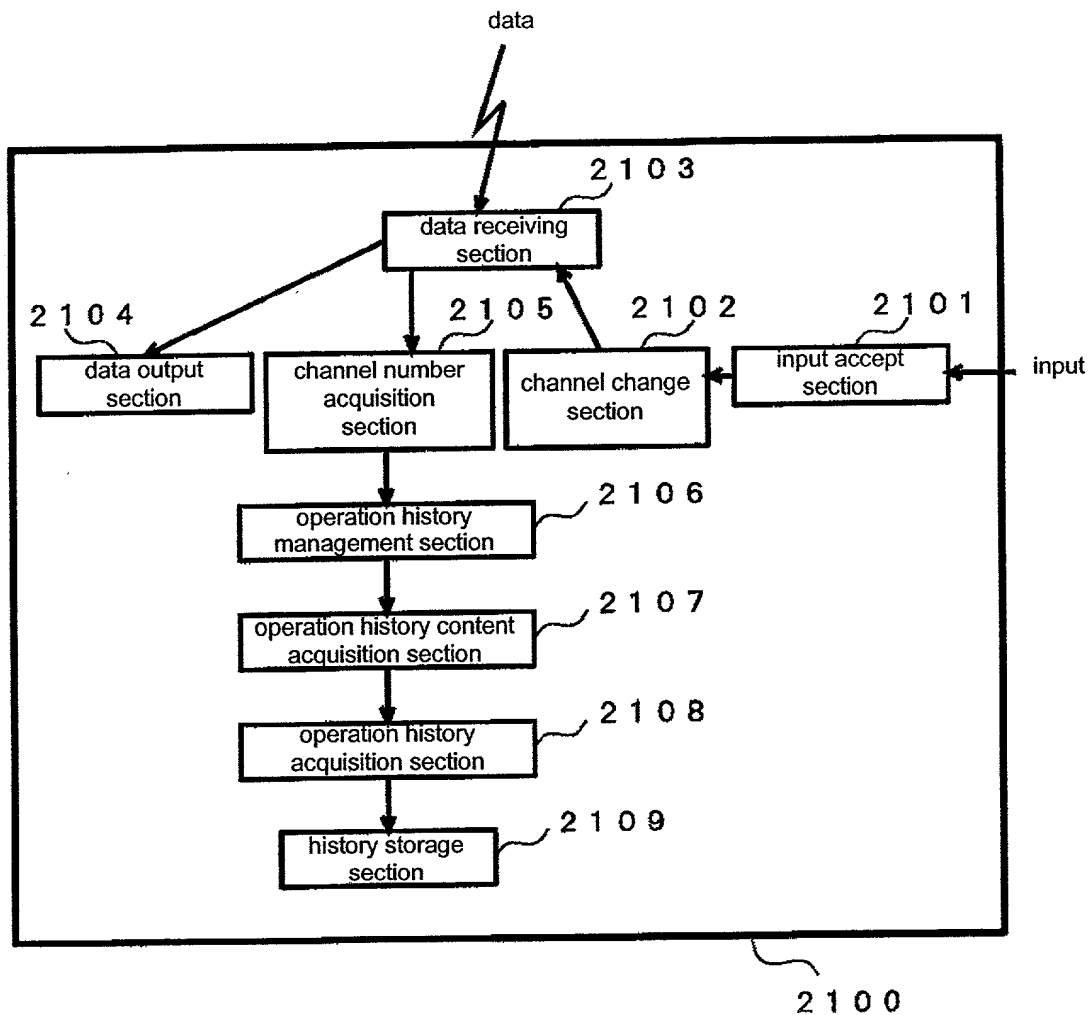 data
2103
data receiving
section
2104
data output
section
2105
channel number
acquisition
section
2102
channel change
section
2101
input accept
section
input
2106
operation history
management section
2107
operation history content
acquisition section
2108
operation history
acquisition section
2109
history storage
section
2100